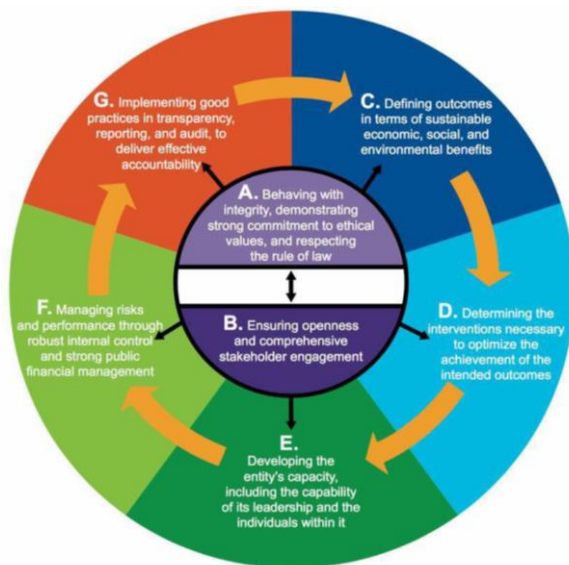 G. Implementing good
practices in transparency,
reporting, and audit, to
deliver effective
accountability
C. Defining outcomes
in terms of sustainable
economic, social, and
environmental benefits
A. Behaving with
integrity, demonstrating
strong commitment to ethical
values, and respecting
the rule of law
B. Ensuring openness
and comprehensive
stakeholder engagement
D. Determining the
interventions necessary
to optimize the
achievement of the
intended outcomes
E.
Developing the
entity's capacity,
including the capability
of its leadership and the
individuals within it
F. Managing risks
and performance through
robust internal control
and strong public
financial management